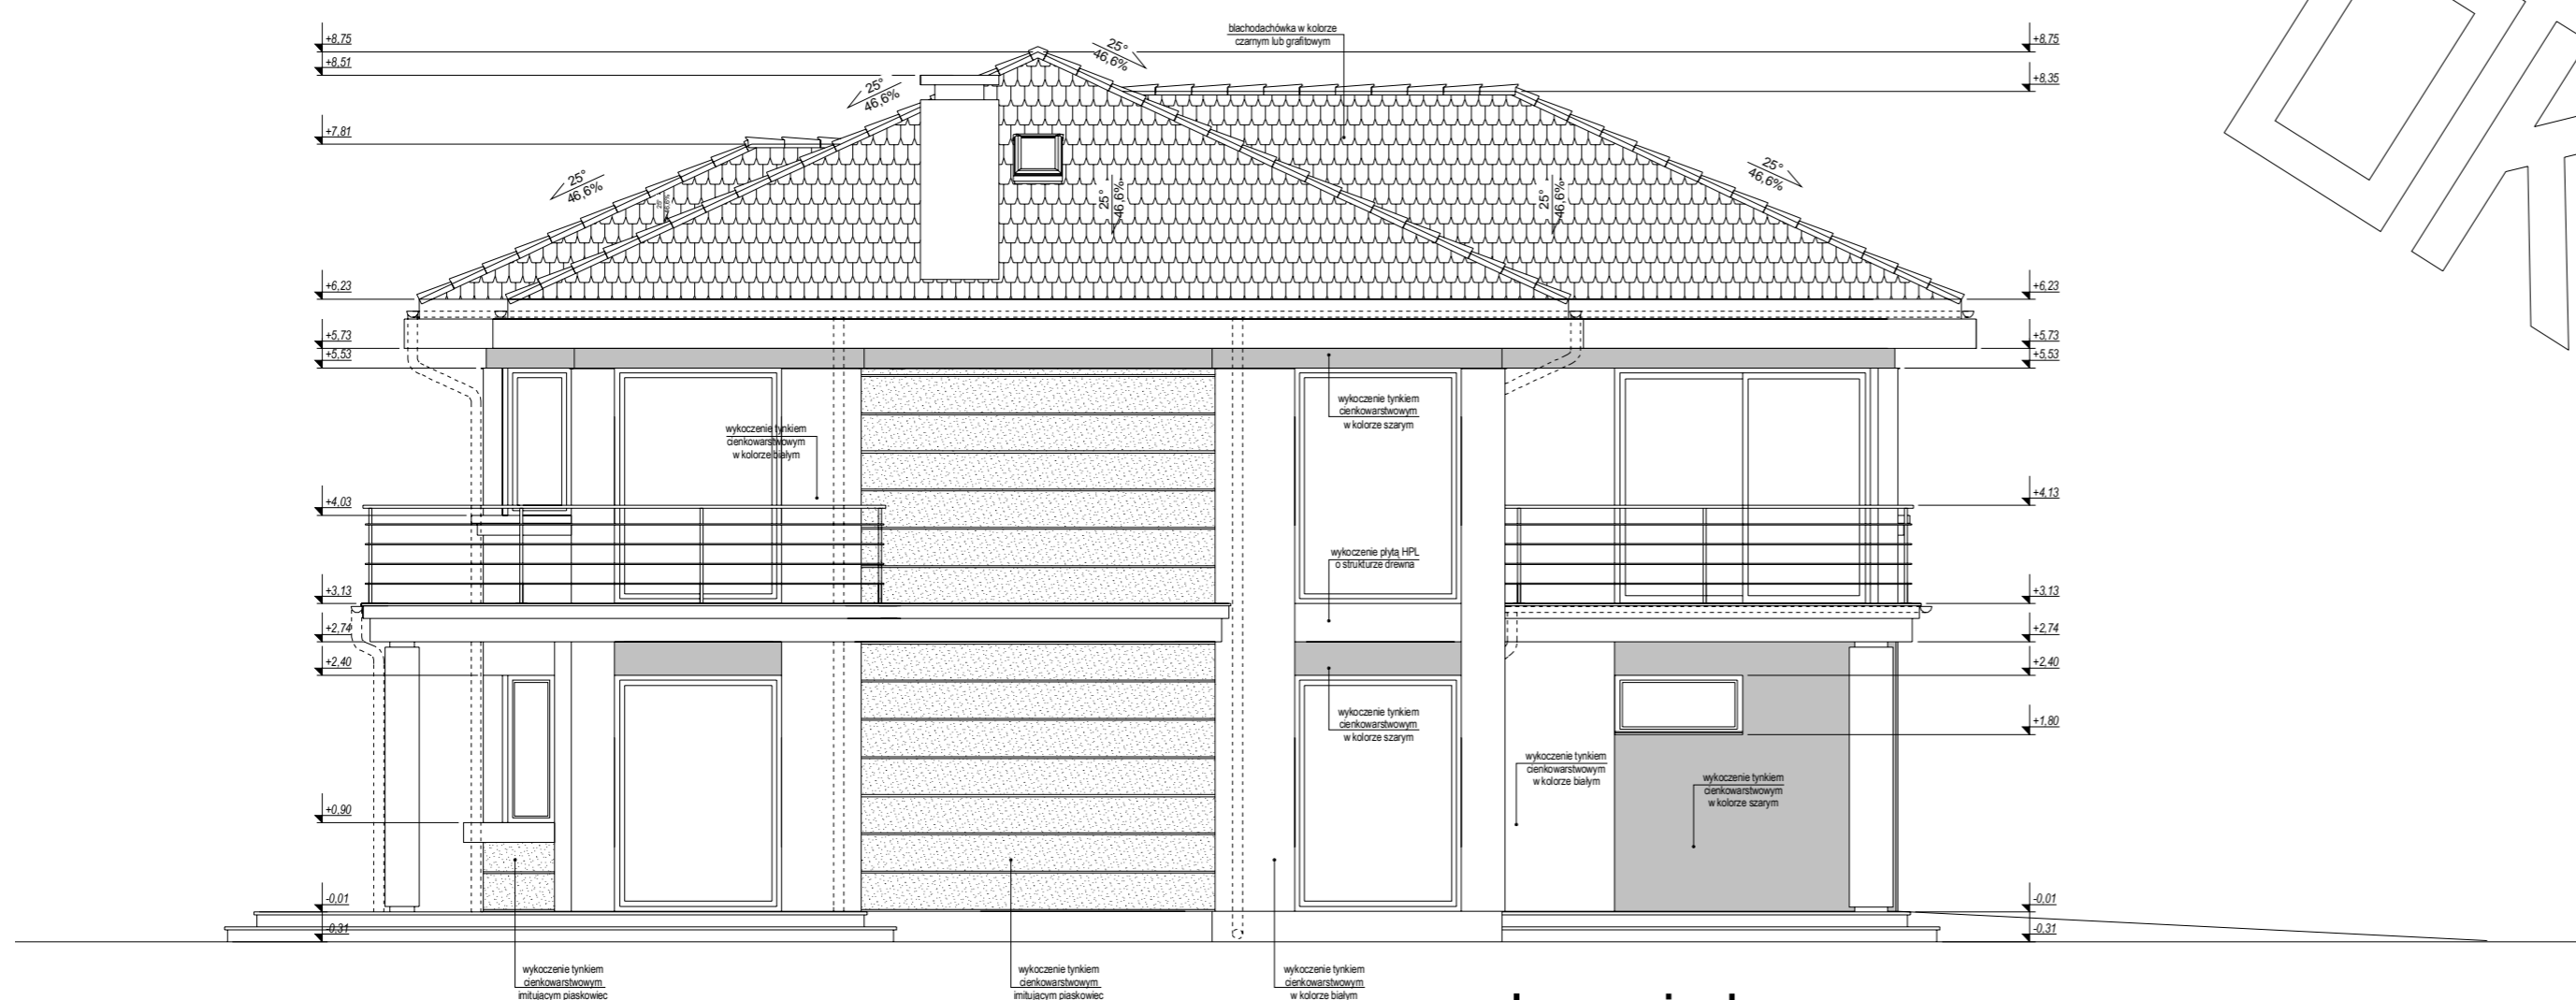 blachodachówka w kolorze
czarnym lub grafitowym
+8,75
+8,51
+7,81
+6,23
+5,73
+5,53
+4,03
+3,13
+2,74
+2,40
+0,90
-0,01
-0,31
25°
46,6%
25°
46,6%
25°
46,6%
25°
46,6%
25°
46,6%
25°
46,6%
25°
46,6%
+8,75
+8,35
+6,23
+5,73
+5,53
+4,13
+3,13
+2,74
+2,40
+1,80
-0,01
-0,31
wykoczenie tynkiem
cienkowarstwowym
w kolorze białym
wykoczenie tynkiem
cienkowarstwowym
w kolorze szarym
wykoczenie płytą HPL
o strukturze drewna
wykoczenie tynkiem
cienkowarstwowym
w kolorze szarym
wykoczenie tynkiem
cienkowarstwowym
w kolorze białym
wykoczenie tynkiem
cienkowarstwowym
w kolorze szarym
wykoczenie tynkiem
cienkowarstwowym
imitującym piaskowiec
wykoczenie tynkiem
cienkowarstwowym
imitującym piaskowiec
wykoczenie tynkiem
cienkowarstwowym
w kolorze białym